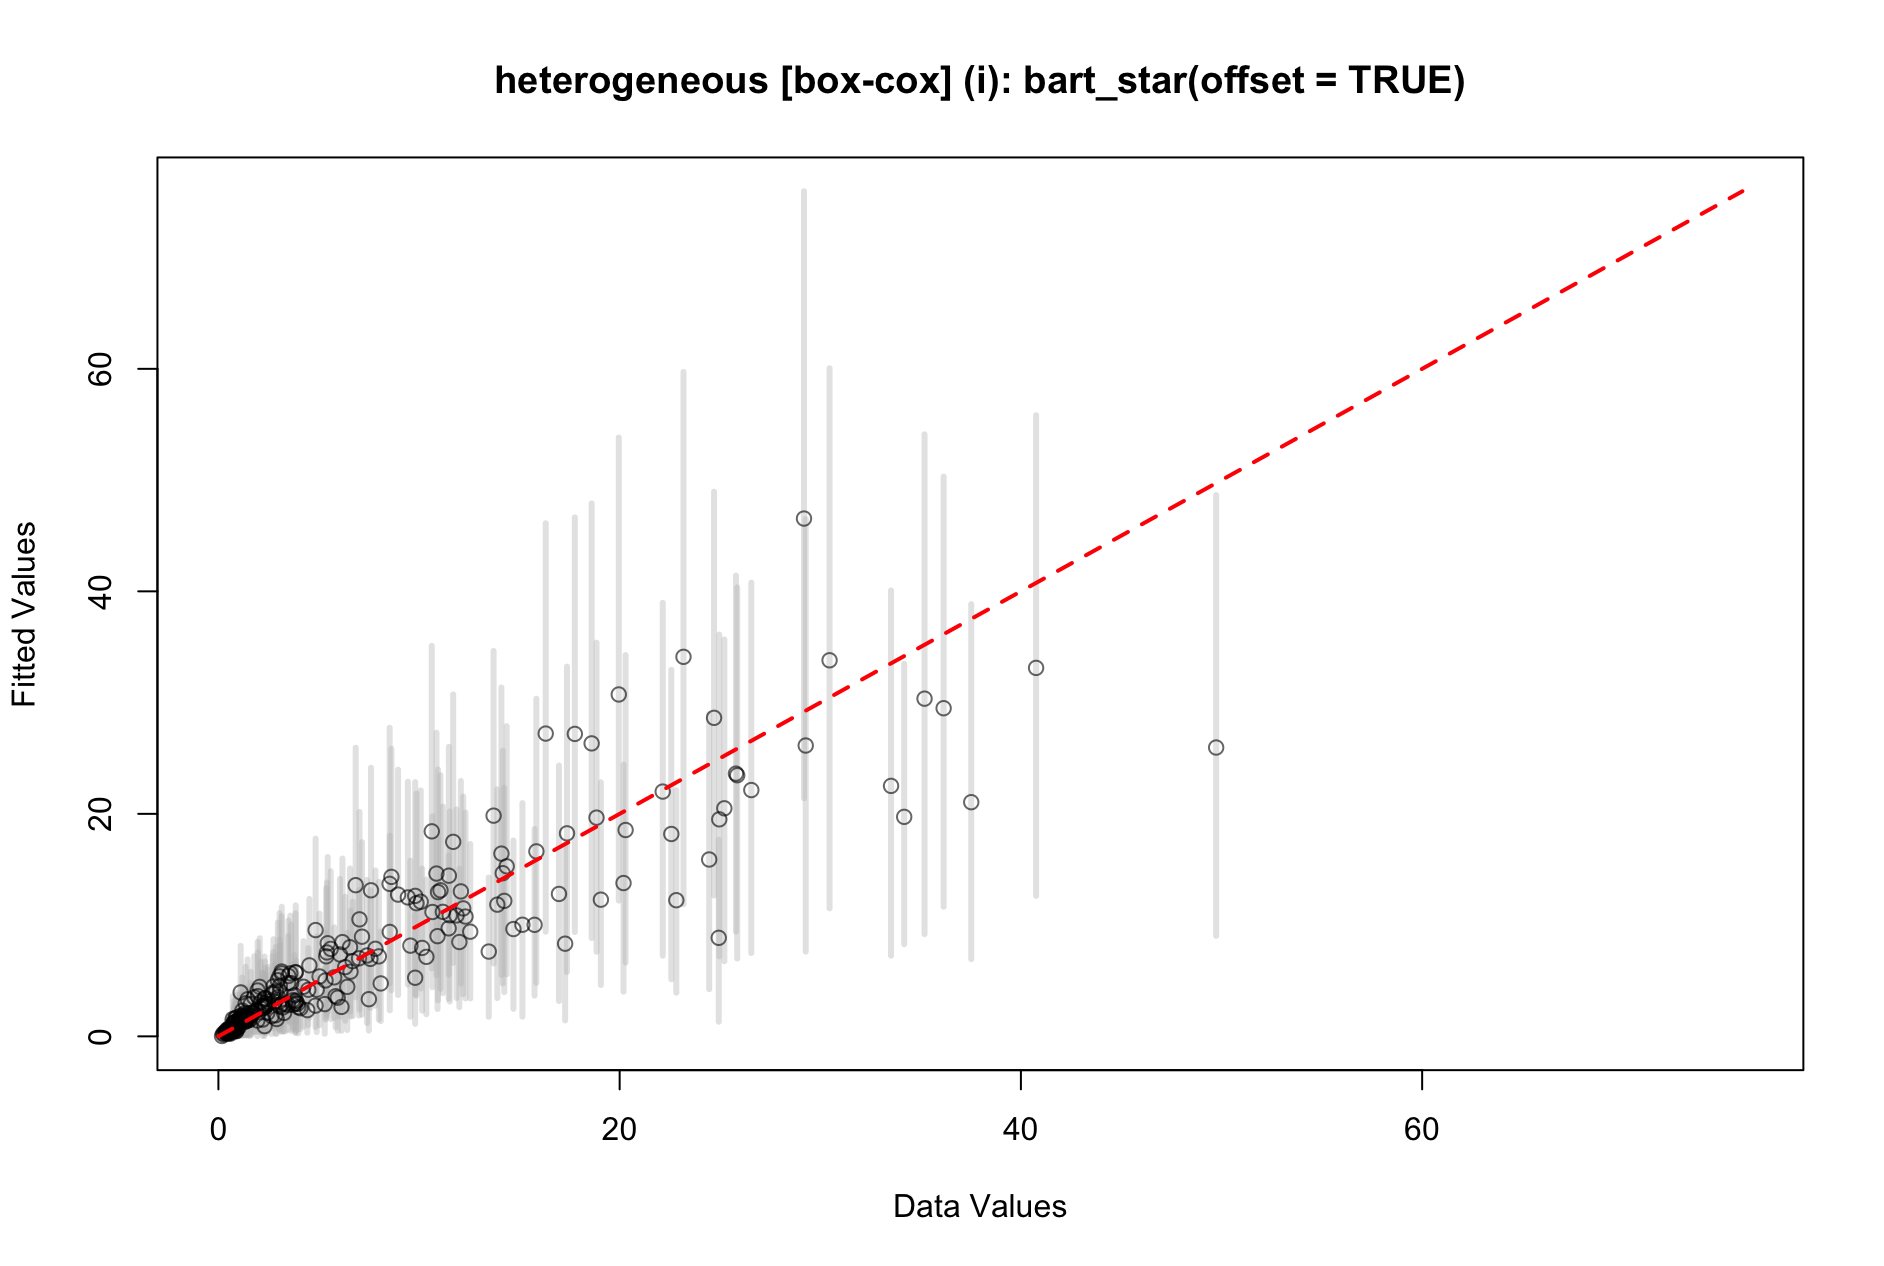 heterogeneous [box-cox] (i): bart_star(offset = TRUE)
Fitted Values
60
40
20
0
0 20 40 60
Data Values